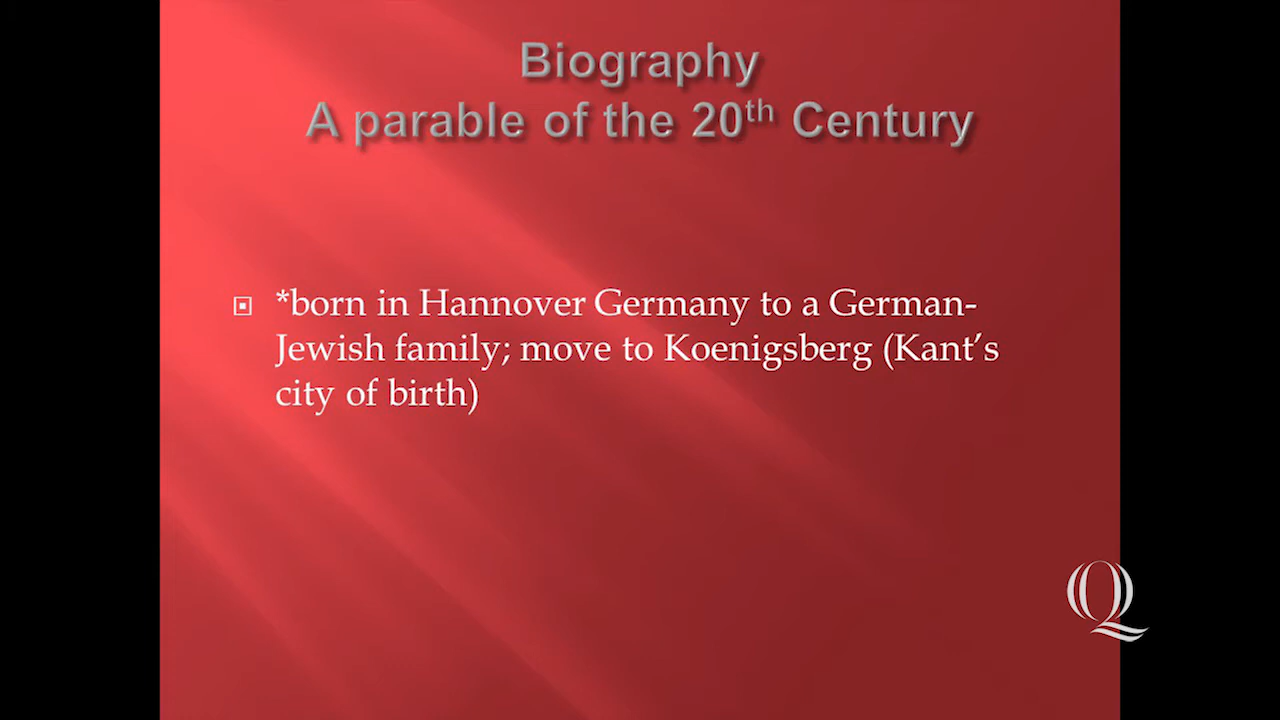 Biography
A parable of the 20th Century
*born in Hannover Germany to a German-
Jewish family; move to Koenigsberg (Kant’s
city of birth)
Q